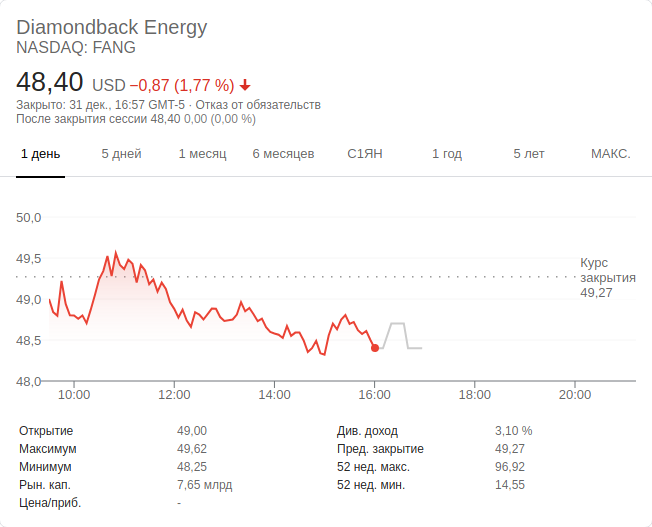 Diamondback Energy
NASDAQ: FANG
48,40 USD −0,87 (1,77 %)
Закрыто: 31 дек., 16:57 GMT-5 · Отказ от обязательств
После закрытия сессии 48,40 0,00 (0,00 %)
1 день 5 дней 1 месяц 6 месяцев С1ЯН 1 год 5 лет МАКС.
50,0
49,5
Курс
закрытия
49,27
49,0
48,5
48,0
10:00 12:00 14:00 16:00 18:00 20:00
Открытие 49,00 Див. доход 3,10 %
Максимум 49,62 Пред. закрытие 49,27
Минимум 48,25 52 нед. макс. 96,92
Рын. кап. 7,65 млрд 52 нед. мин. 14,55
Цена/приб. -